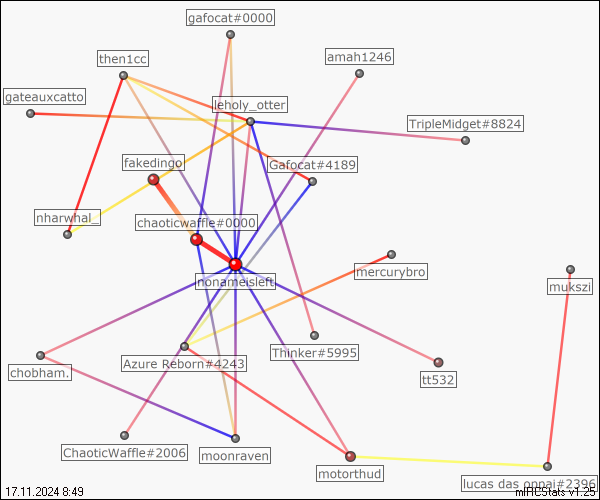 gafocat#0000
then1cc
amah1246
gateauxcatto
leholy_otter
TripleMidget#8824
fakedingo
Gafocat#4189
nharwhal_
chaoticwaffle#0000
mercurybro
nonameisleft
mukszi
Thinker#5995
Azure Reborn#4243
chobham.
tt532
ChaoticWaffle#2006
moonraven
motorthud
lucas das oppai#2396
17.11.2024 8:49
mIRCStats v1.25